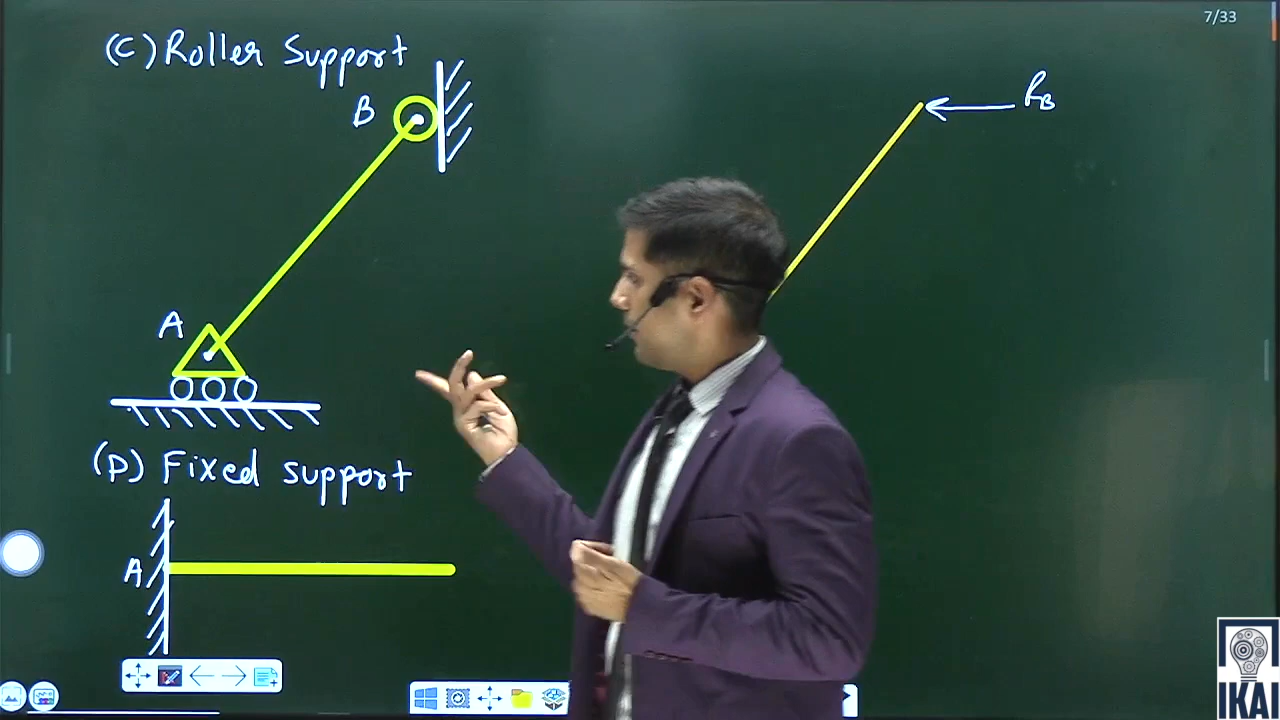 7/33
(C) Roller Support
B
R_B
A
(D) Fixed support
A
IKAI